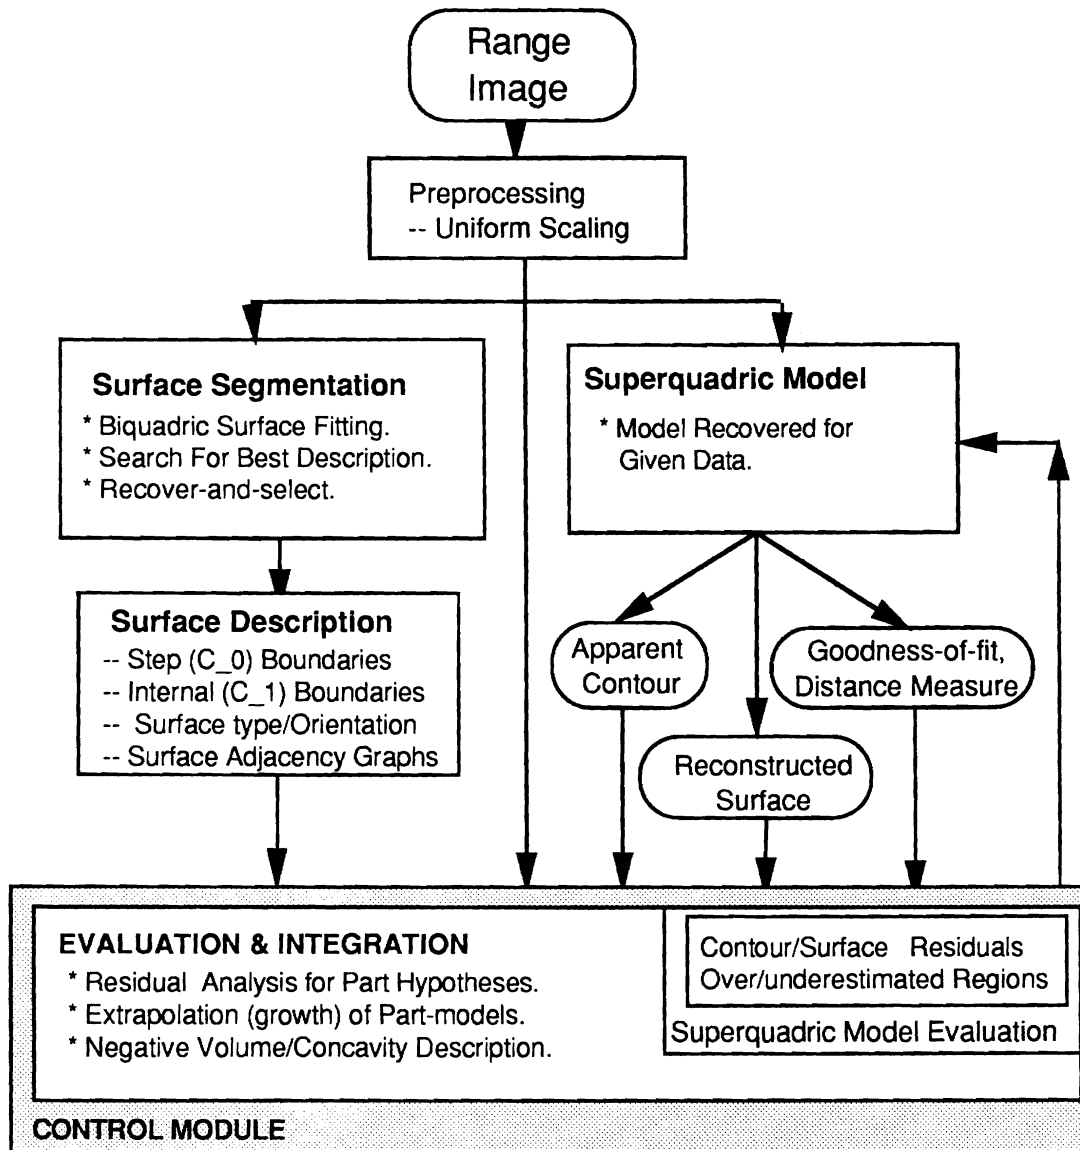 Range
Image
Preprocessing
-- Uniform Scaling
Surface Segmentation
* Biquadric Surface Fitting.
* Search For Best Description.
* Recover-and-select.
Superquadric Model
* Model Recovered for
Given Data.
Surface Description
-- Step (C_0) Boundaries
-- Internal (C_1) Boundaries
-- Surface type/Orientation
-- Surface Adjacency Graphs
Apparent
Contour
Goodness-of-fit,
Distance Measure
Reconstructed
Surface
EVALUATION & INTEGRATION
* Residual Analysis for Part Hypotheses.
* Extrapolation (growth) of Part-models.
* Negative Volume/Concavity Description.
Contour/Surface Residuals
Over/underestimated Regions
Superquadric Model Evaluation
CONTROL MODULE